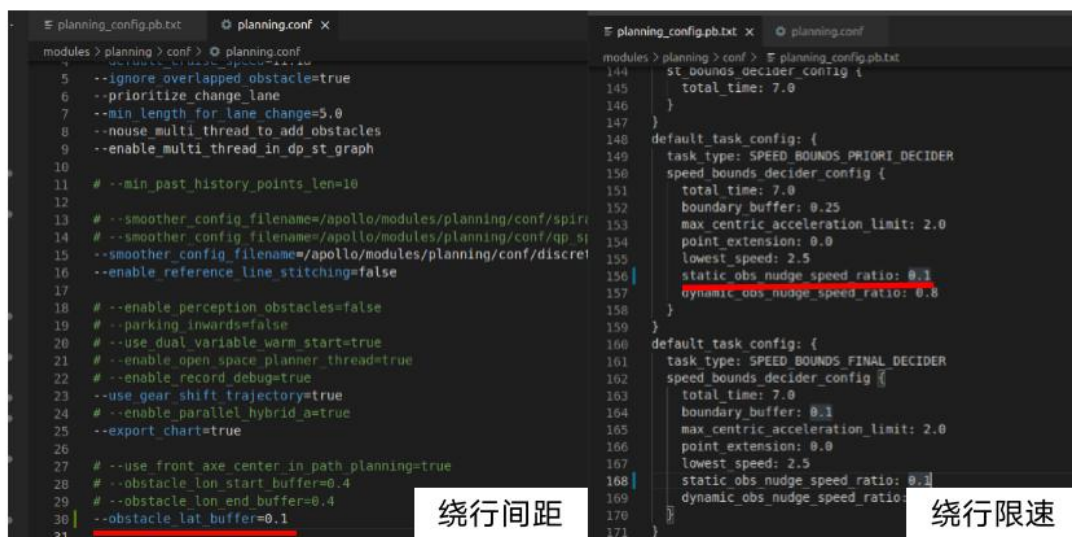 planning_config.pb.txt planning.conf ×
modules > planning > conf > planning.conf
4 --default_cruise_speed=11.18
5 --ignore_overlapped_obstacle=true
6 --prioritize_change_lane
7 --min_length_for_lane_change=5.0
8 --nouse_multi_thread_to_add_obstacles
9 --enable_multi_thread_in_dp_st_graph
10
11 # --min_past_history_points_len=10
12
13 # --smoother_config_filename=/apollo/modules/planning/conf/spira
14 # --smoother_config_filename=/apollo/modules/planning/conf/qp_sp
15 --smoother_config_filename=/apollo/modules/planning/conf/discret
16 --enable_reference_line_stitching=false
17
18 # --enable_perception_obstacles=false
19 # --parking_inwards=false
20 # --use_dual_variable_warm_start=true
21 # --enable_open_space_planner_thread=true
22 # --enable_record_debug=true
23 --use_gear_shift_trajectory=true
24 # --enable_parallel_hybrid_a=true
25 --export_chart=true
26
27 # --use_front_axe_center_in_path_planning=true
28 # --obstacle_lon_start_buffer=0.4
29 # --obstacle_lon_end_buffer=0.4
30 --obstacle_lat_buffer=0.1
31
绕行间距
planning_config.pb.txt × planning.conf
modules > planning > conf > planning_config.pb.txt
144 st_bounds_decider_config {
145 total_time: 7.0
146 }
147 }
148 default_task_config: {
149 task_type: SPEED_BOUNDS_PRIORI_DECIDER
150 speed_bounds_decider_config {
151 total_time: 7.0
152 boundary_buffer: 0.25
153 max_centric_acceleration_limit: 2.0
154 point_extension: 0.0
155 lowest_speed: 2.5
156 static_obs_nudge_speed_ratio: 0.1
157 dynamic_obs_nudge_speed_ratio: 0.8
158 }
159 }
160 default_task_config: {
161 task_type: SPEED_BOUNDS_FINAL_DECIDER
162 speed_bounds_decider_config {
163 total_time: 7.0
164 boundary_buffer: 0.1
165 max_centric_acceleration_limit: 2.0
166 point_extension: 0.0
167 lowest_speed: 2.5
168 static_obs_nudge_speed_ratio: 0.1
169 dynamic_obs_nudge_speed_ratio:
170 }
171 }
绕行限速